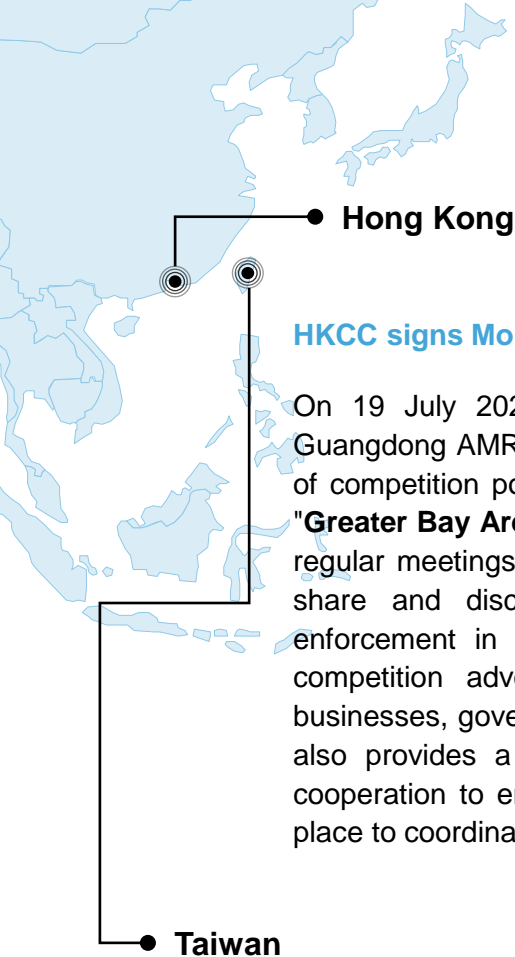 Hong Kong
HKCC signs Mo
On 19 July 202
Guangdong AMR
of competition po
"Greater Bay Are
regular meetings
share and disc
enforcement in
competition adv
businesses, gove
also provides a
cooperation to e
place to coordina
Taiwan